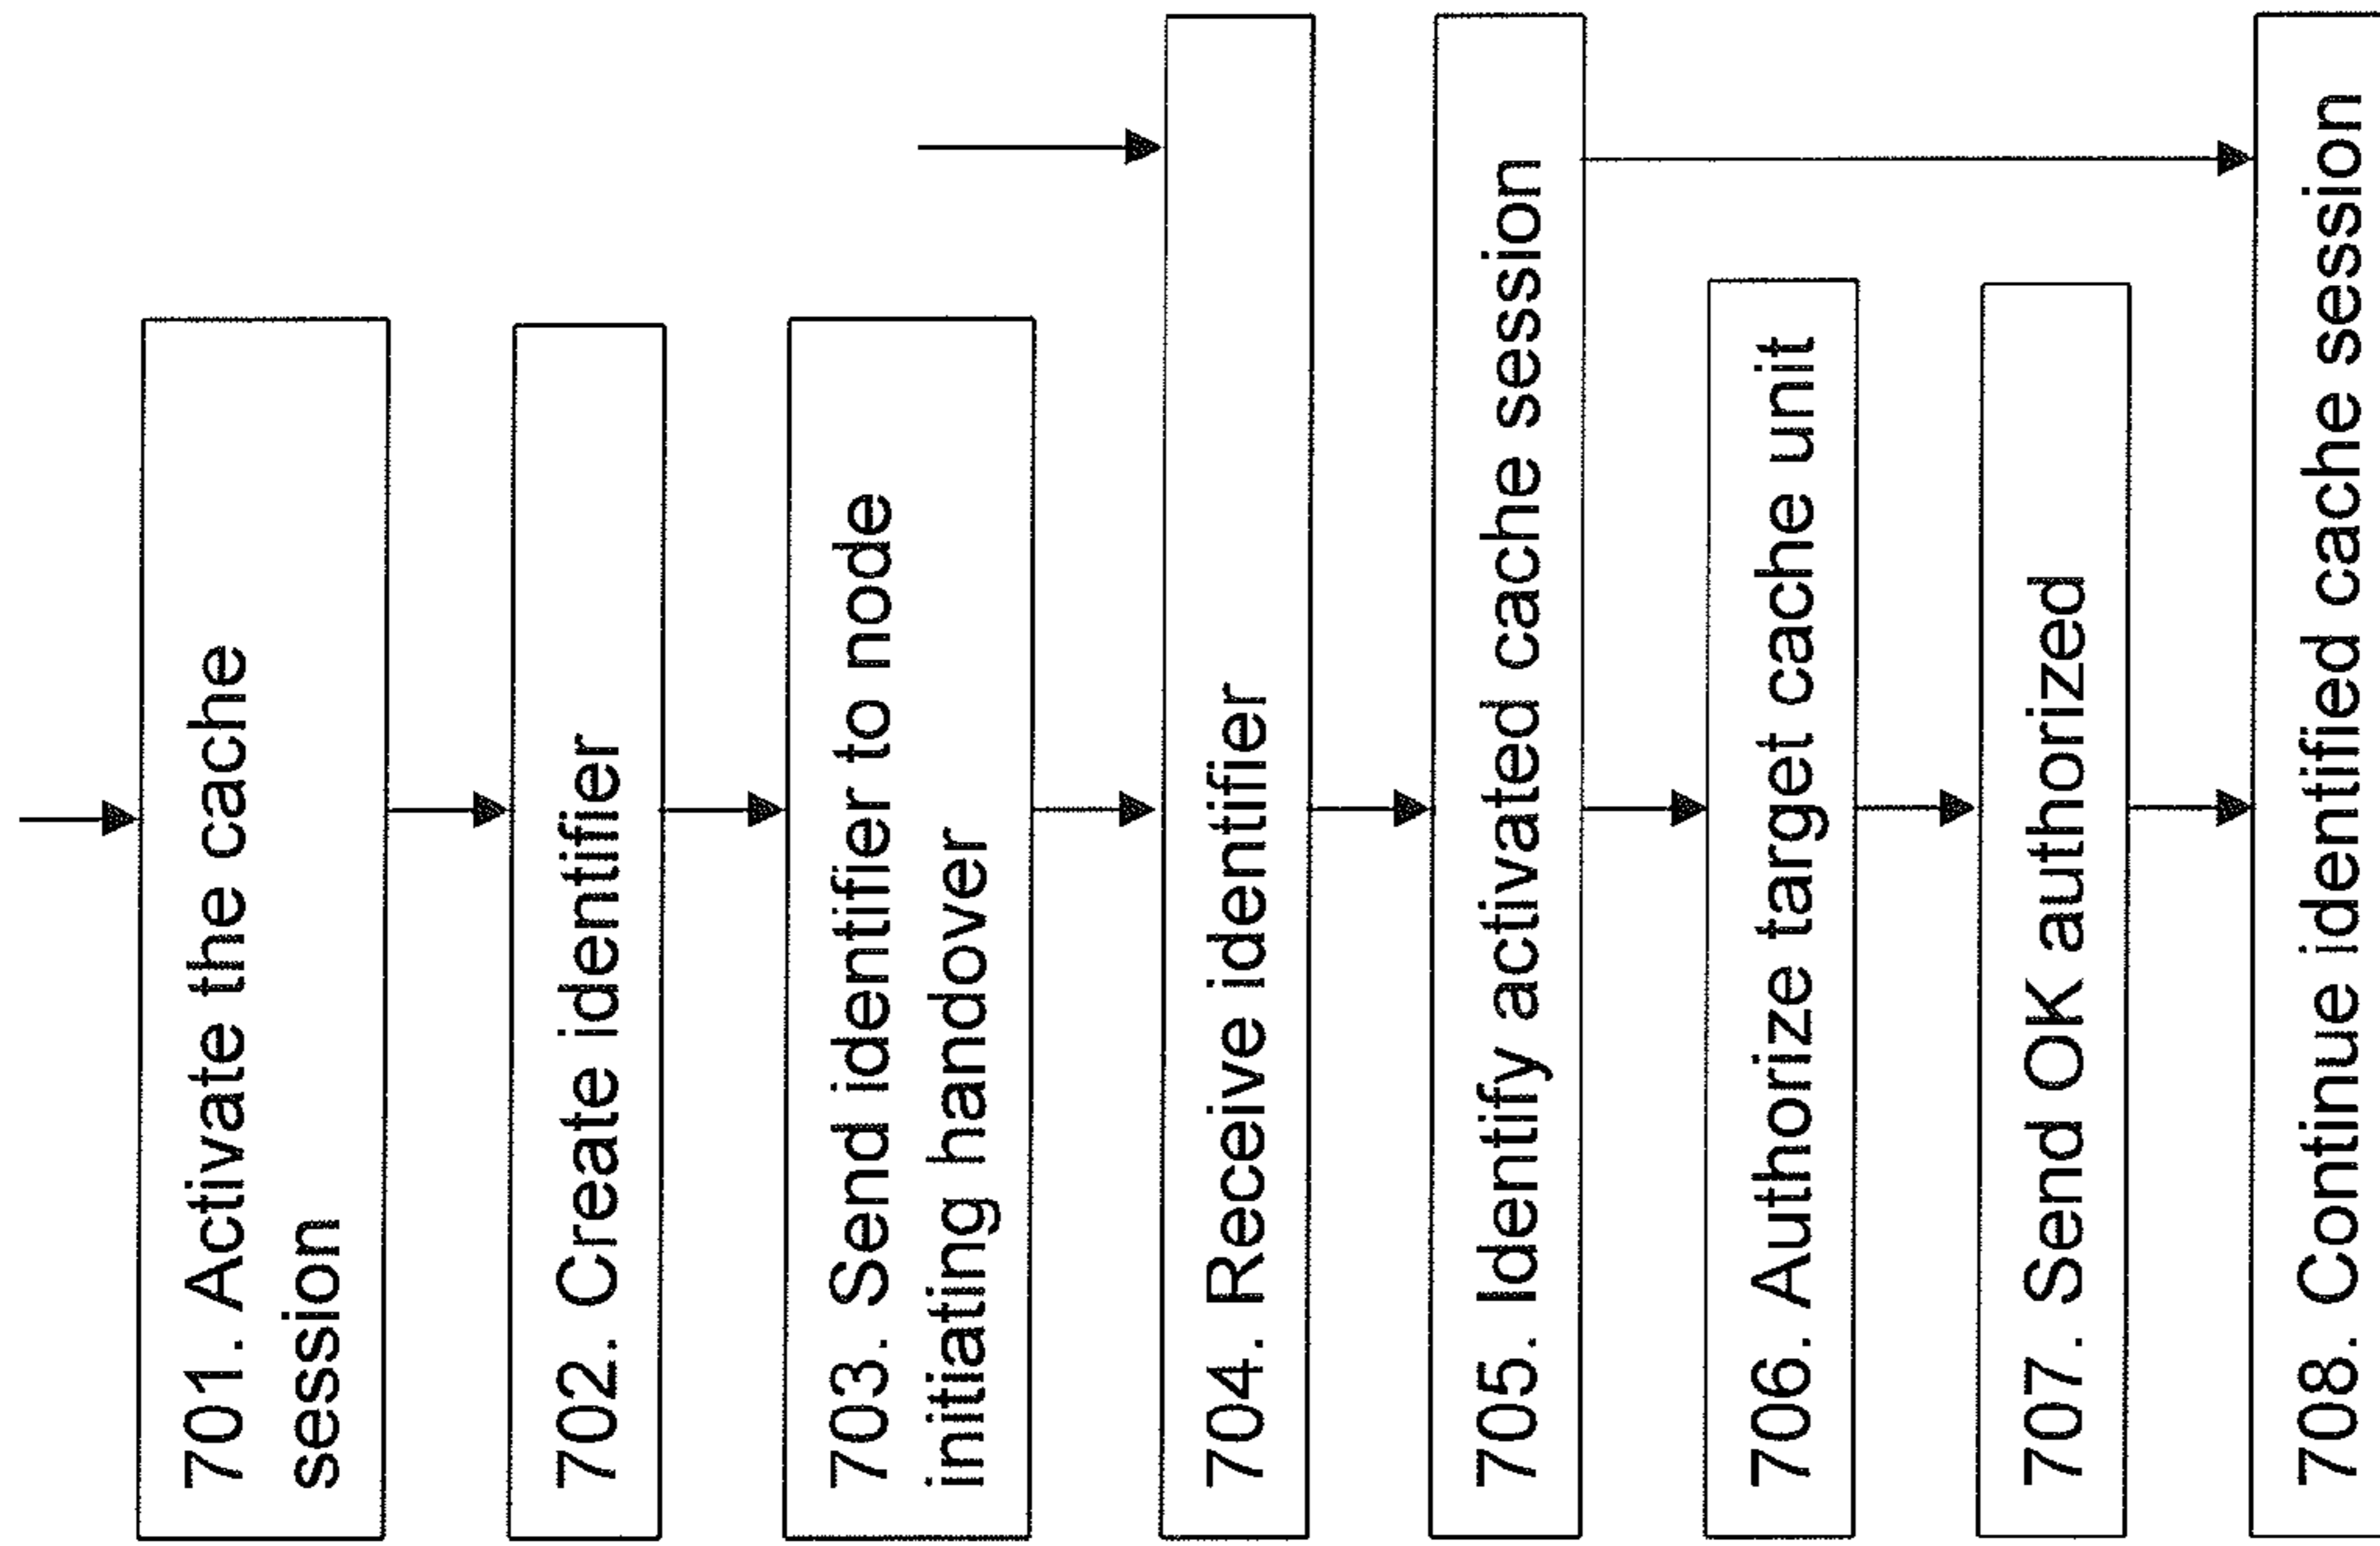 701. Activate the cache
session
702. Create identifier
703. Send identifier to node
initiating handover
704. Receive identifier
705. Identify activated cache session
706. Authorize target cache unit
707. Send OK authorized
708. Continue identified cache session